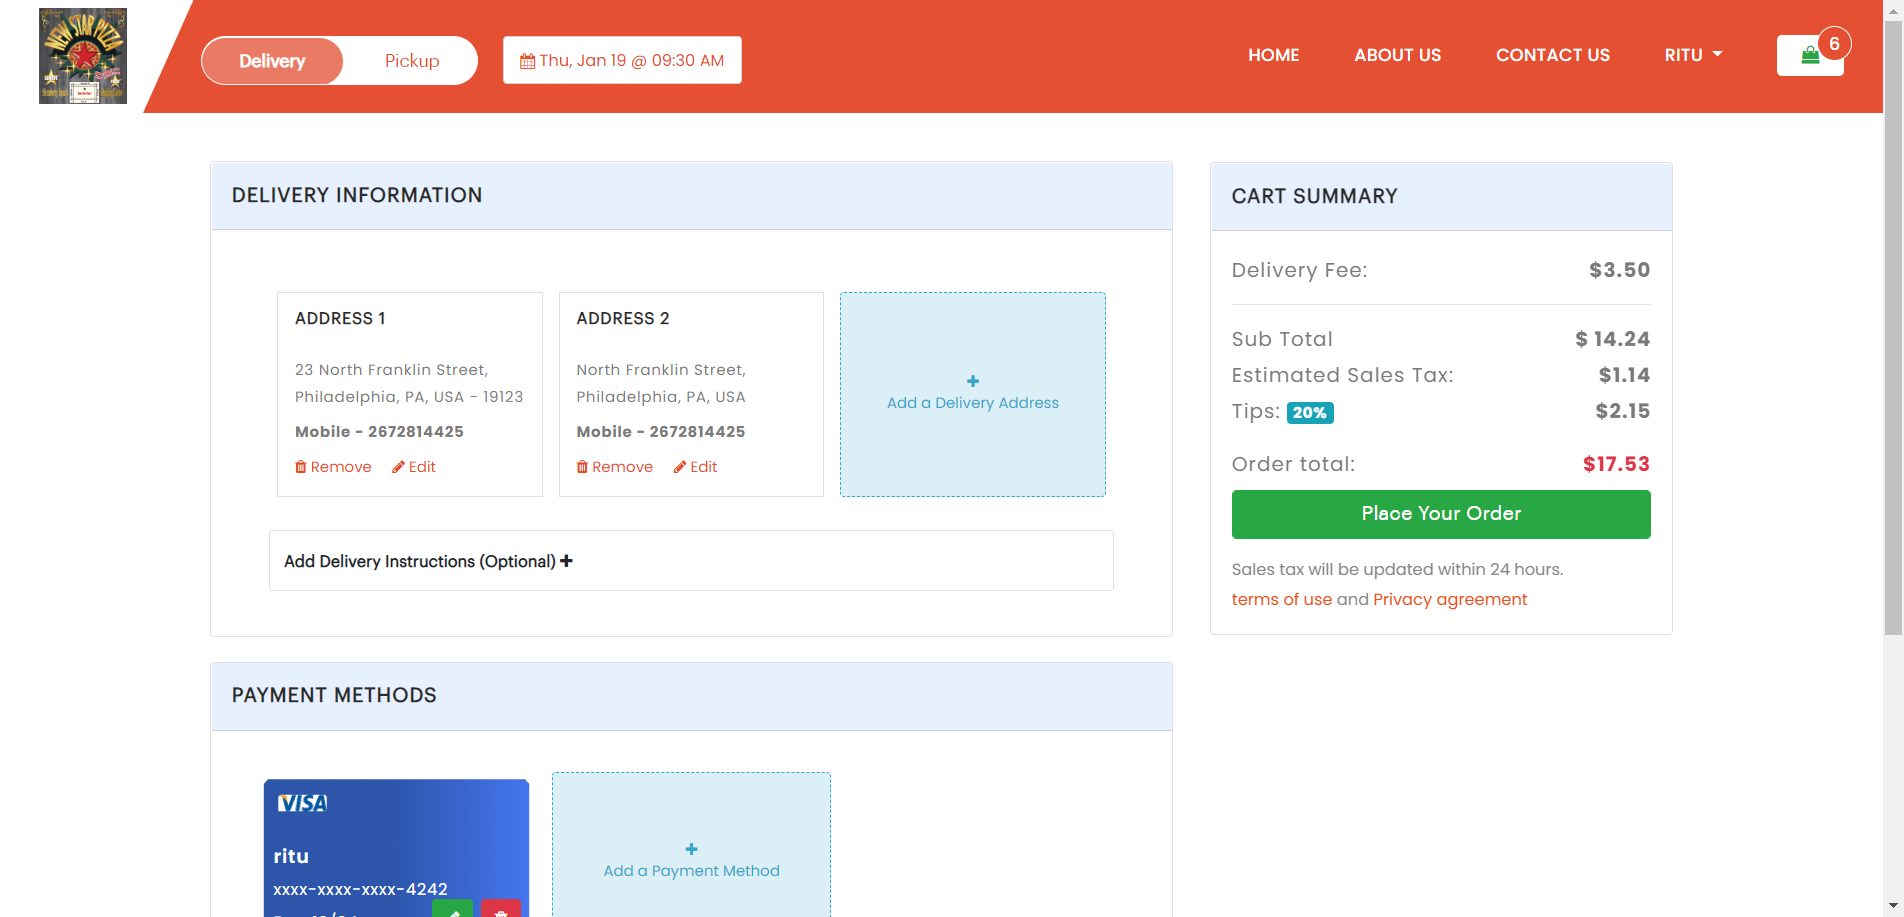 NEW STAR PIZZA
Delivery
Pickup
Thu, Jan 19 @ 09:30 AM
HOME
ABOUT US
CONTACT US
RITU
6
DELIVERY INFORMATION
ADDRESS 1
23 North Franklin Street,
Philadelphia, PA, USA - 19123
Mobile - 2672814425
Remove Edit
ADDRESS 2
North Franklin Street,
Philadelphia, PA, USA
Mobile - 2672814425
Remove Edit
+
Add a Delivery Address
Add Delivery Instructions (Optional) +
CART SUMMARY
Delivery Fee: $3.50
Sub Total $ 14.24
Estimated Sales Tax: $1.14
Tips: 20% $2.15
Order total: $17.53
Place Your Order
Sales tax will be updated within 24 hours.
terms of use and Privacy agreement
PAYMENT METHODS
VISA
ritu
xxxx-xxxx-xxxx-4242
+
Add a Payment Method